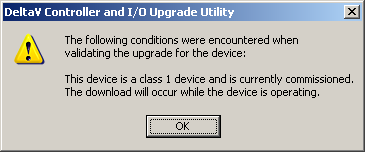 DeltaV Controller and I/O Upgrade Utility
The following conditions were encountered when
validating the upgrade for the device:
This device is a class 1 device and is currently commissioned.
The download will occur while the device is operating.
OK